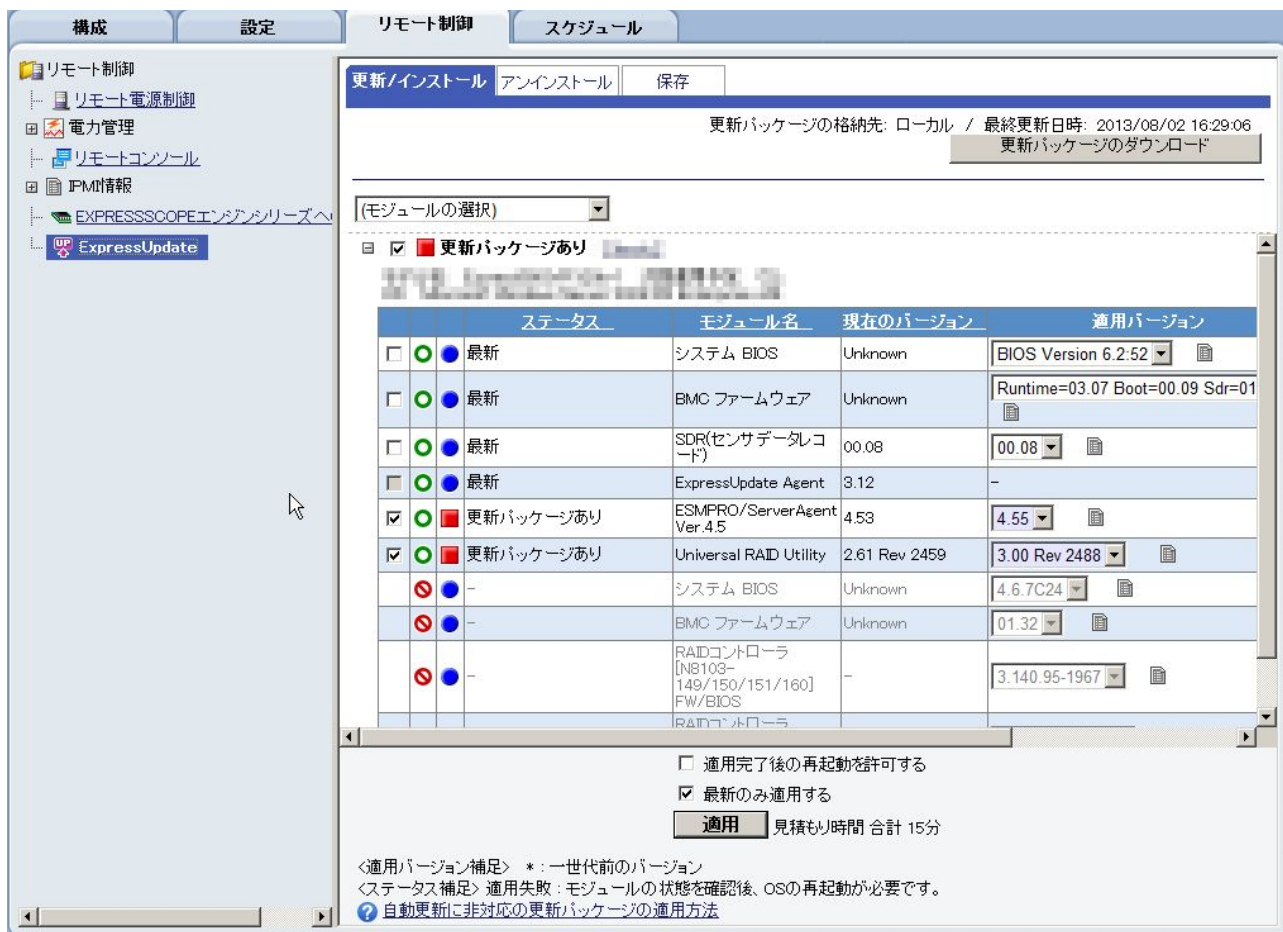 構成 設定 リモート制御 スケジュール
リモート制御
リモート電源制御
電力管理
リモートコンソール
IPMI情報
EXPRESSSCOPEエンジンシリーズへ
ExpressUpdate
更新/インストール アンインストール 保存
更新パッケージの格納先: ローカル / 最終更新日時: 2013/08/02 16:29:06
更新パッケージのダウンロード
(モジュールの選択)
更新パッケージあり
ステータス モジュール名 現在のバージョン 適用バージョン
最新 システム BIOS Unknown BIOS Version 6.2:52
最新 BMC ファームウェア Unknown Runtime=03.07 Boot=00.09 Sdr=01
最新 SDR(センサデータレコ
ード) 00.08 00.08
最新 ExpressUpdate Agent 3.12 -
更新パッケージあり ESMPRO/ServerAgent
Ver.4.5 4.53 4.55
更新パッケージあり Universal RAID Utility 2.61 Rev 2459 3.00 Rev 2488
- システム BIOS Unknown 4.6.7C24
- BMC ファームウェア Unknown 01.32
- RAIDコントローラ
[N8103-
149/150/151/160]
FW/BIOS - 3.140.95-1967
RAIDコントローラ
適用完了後の再起動を許可する
最新のみ適用する
適用 見積もり時間 合計 15分
<適用バージョン補足> *:一世代前のバージョン
<ステータス補足> 適用失敗:モジュールの状態を確認後、OSの再起動が必要です。
自動更新に非対応の更新パッケージの適用方法